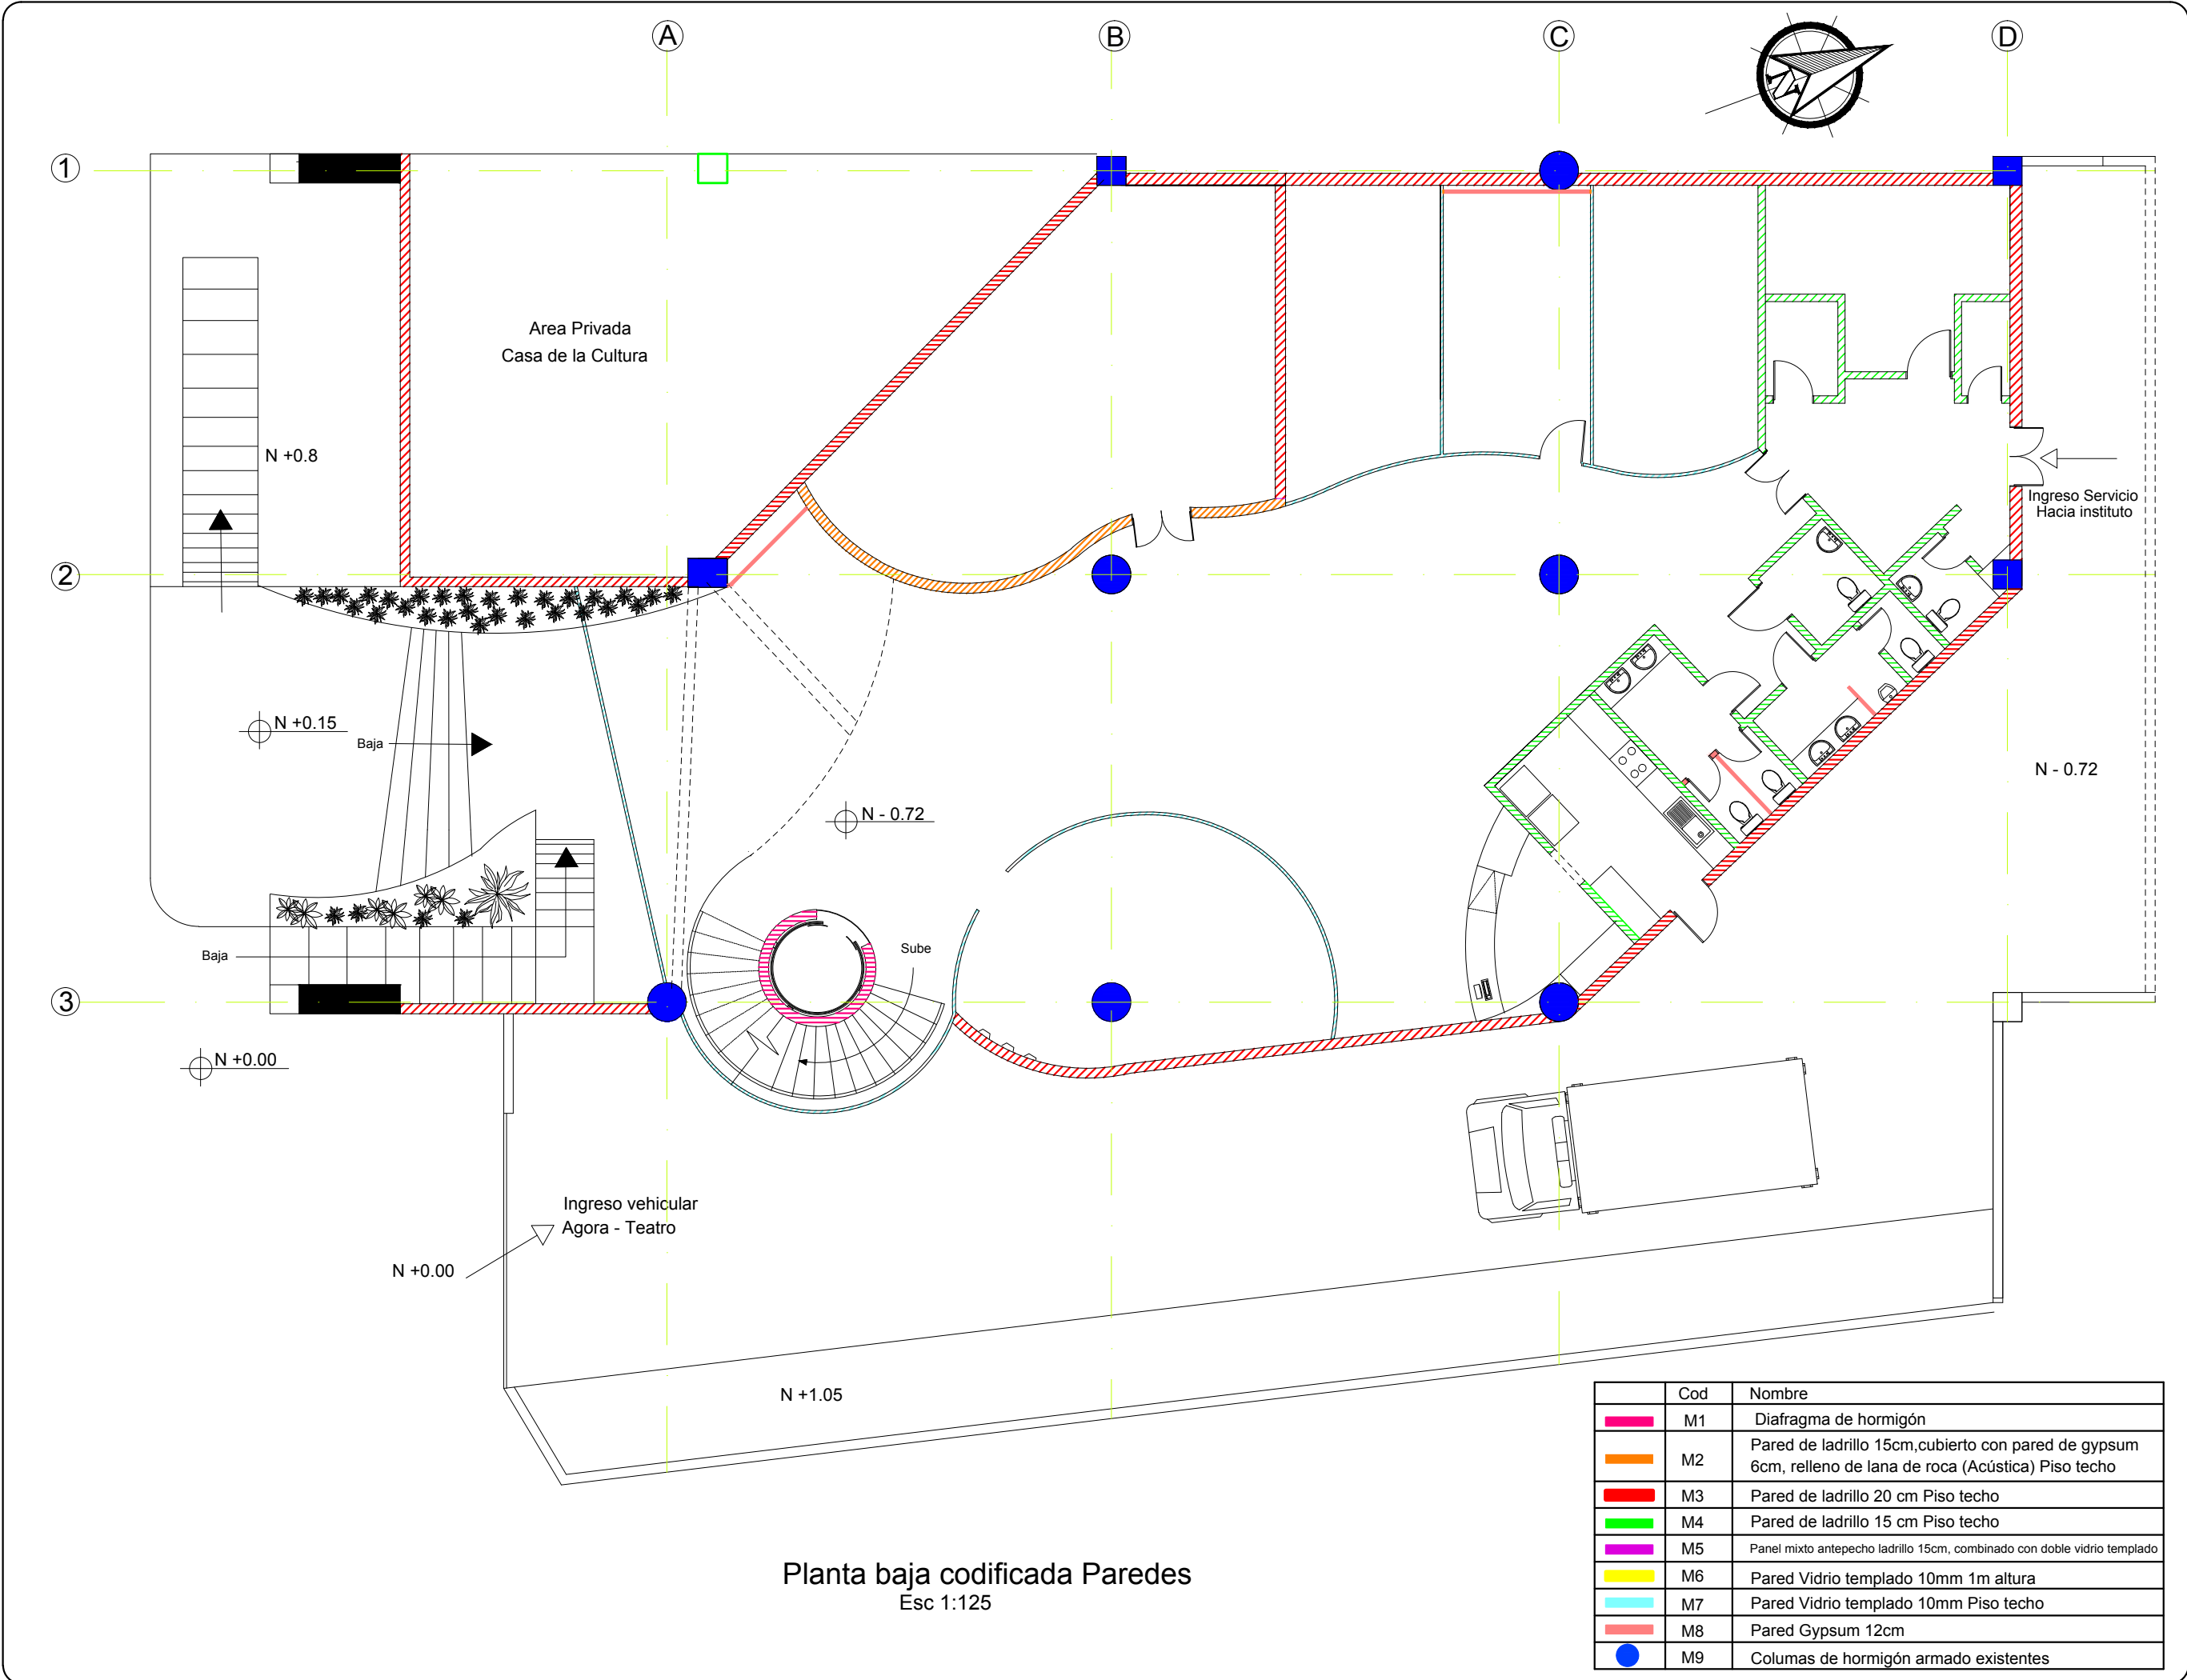 A
B
C
D
N
1
Area Privada
Casa de la Cultura
N +0.8
Ingreso Servicio
Hacia instituto
2
N +0.15
Baja
N - 0.72
N - 0.72
Sube
Baja
3
N +0.00
Ingreso vehicular
Agora - Teatro
N +0.00
N +1.05
Cod Nombre
M1 Diafragma de hormigón
M2 Pared de ladrillo 15cm,cubierto con pared de gypsum
6cm, relleno de lana de roca (Acústica) Piso techo
M3 Pared de ladrillo 20 cm Piso techo
M4 Pared de ladrillo 15 cm Piso techo
M5 Panel mixto antepecho ladrillo 15cm, combinado con doble vidrio templado
M6 Pared Vidrio templado 10mm 1m altura
M7 Pared Vidrio templado 10mm Piso techo
M8 Pared Gypsum 12cm
M9 Columas de hormigón armado existentes
Planta baja codificada Paredes
Esc 1:125